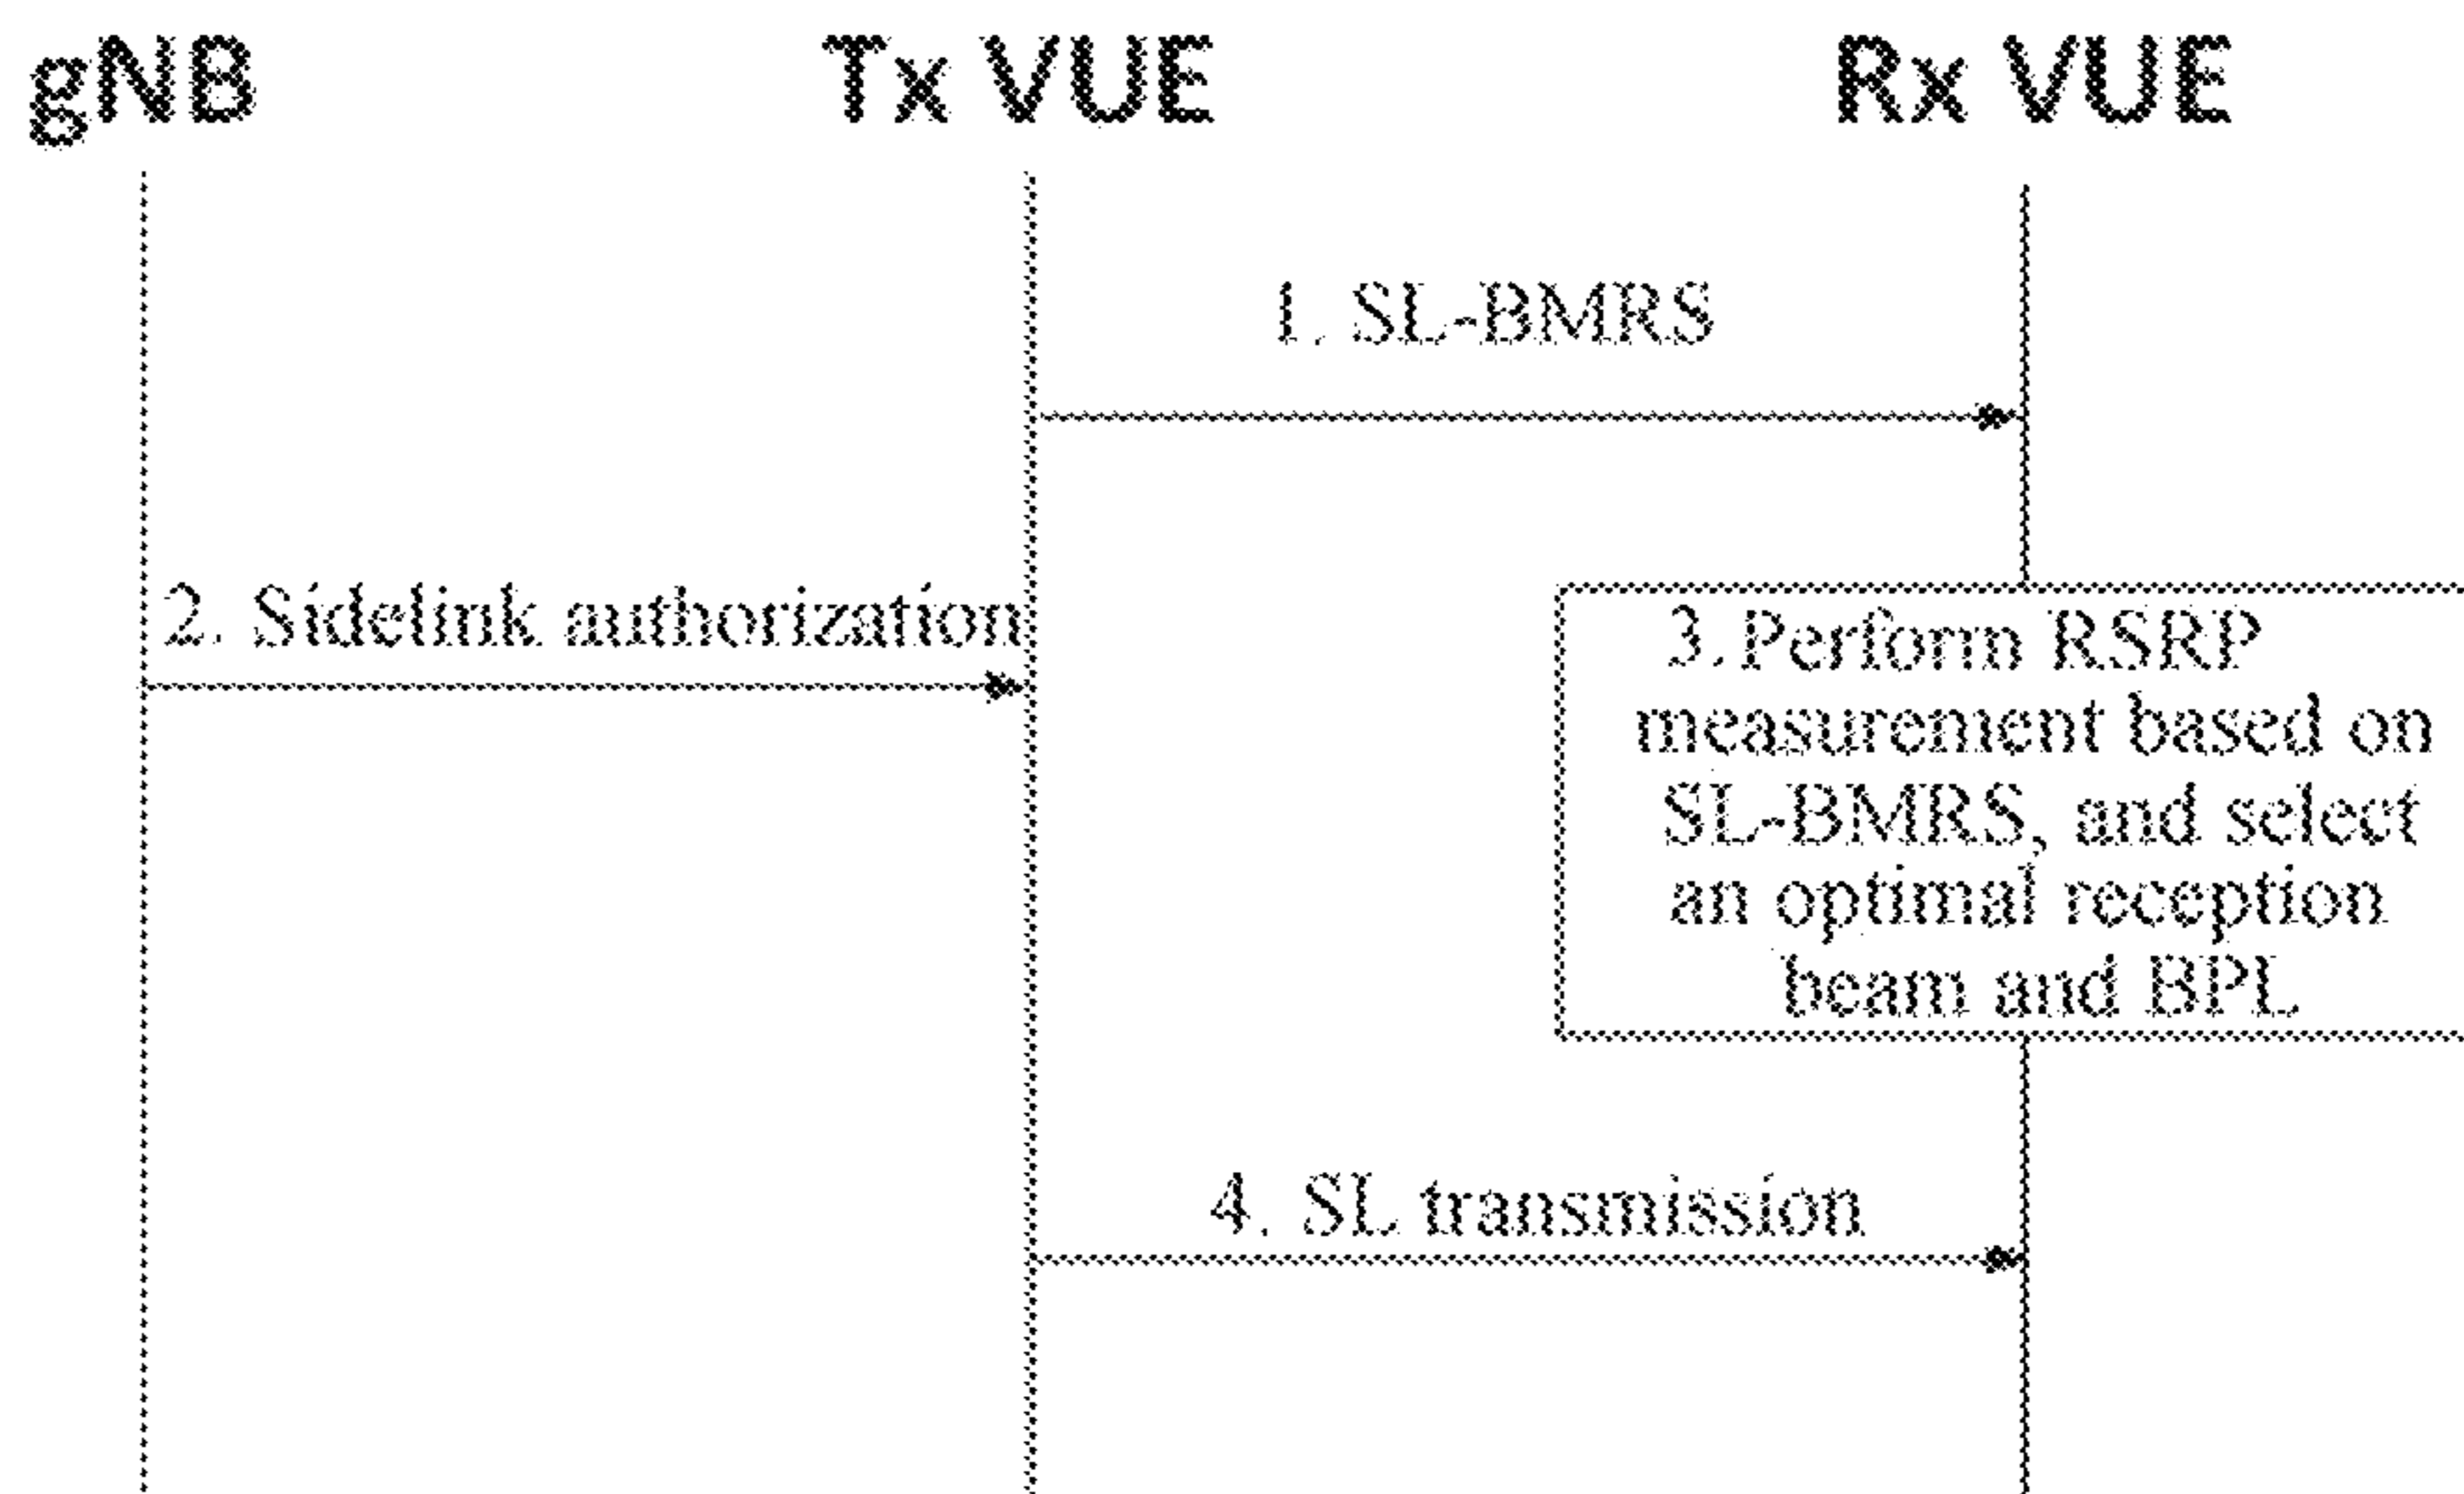 gNB Tx VUE Rx VUE
1. SL-BMRS
2. Sidelink authorization
3. Perform RSRP
measurement based on
SL-BMRS, and select
an optimal reception
beam and BPL
4. SL transmission